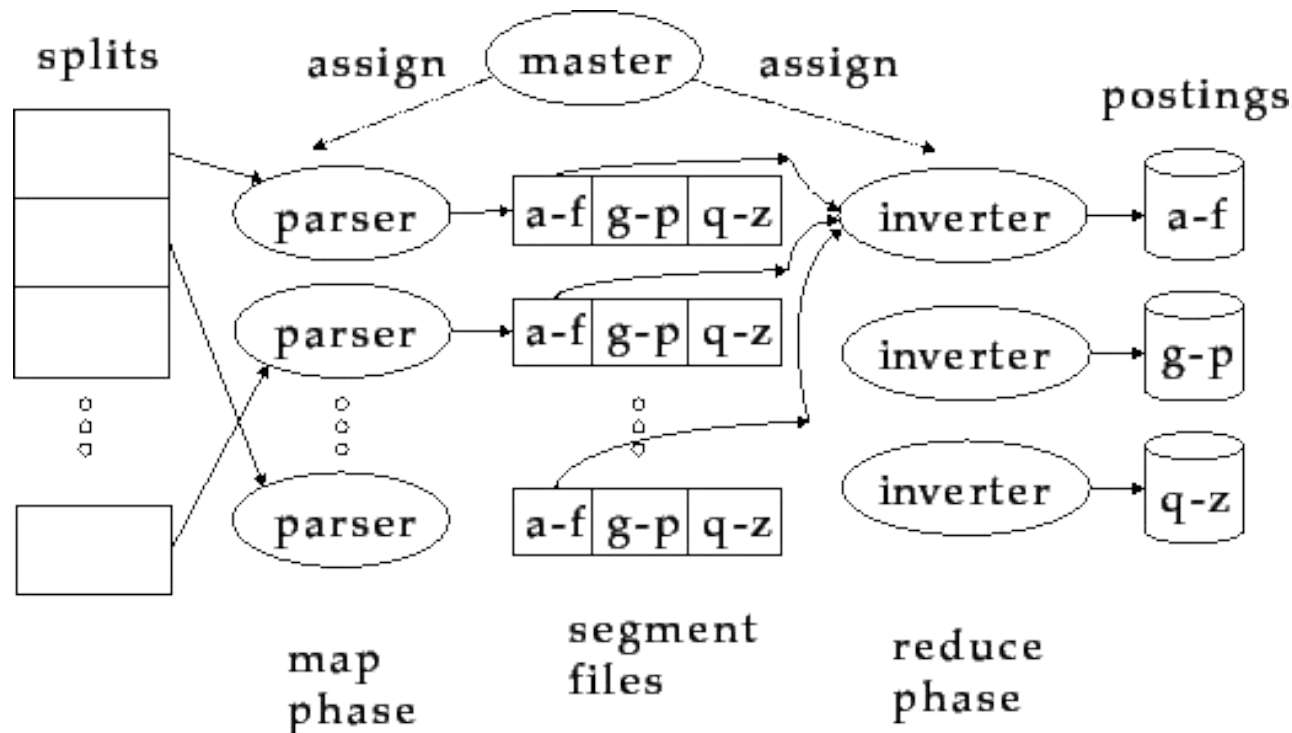 splits
assign
master
assign
postings
parser
a-f g-p q-z
inverter
a-f
parser
a-f g-p q-z
inverter
g-p
parser
a-f g-p q-z
inverter
q-z
map
phase
segment
files
reduce
phase